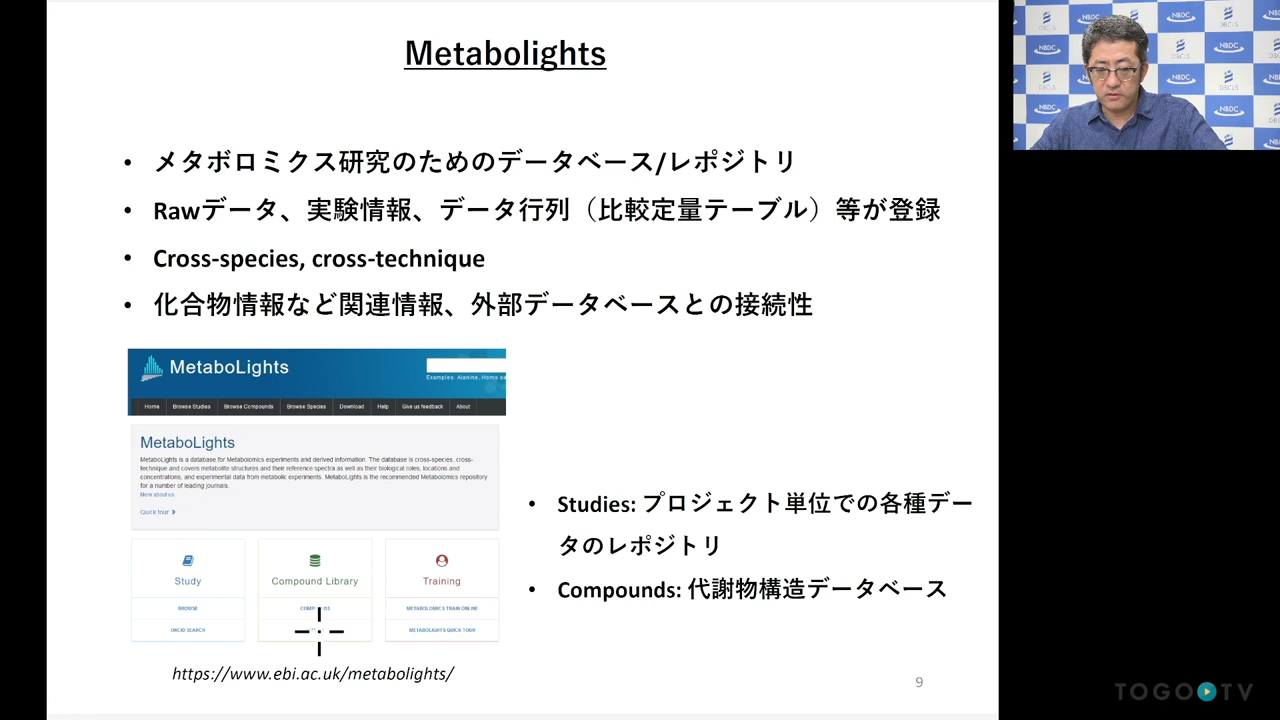 Metabolights
• メタボロミクス研究のためのデータベース/レポジトリ
• Rawデータ、実験情報、データ行列（比較定量テーブル）等が登録
• Cross-species, cross-technique
• 化合物情報など関連情報、外部データベースとの接続性
MetaboLights
Examples: Alanine, Homo sa
Home Browse Studies Browse Compounds Browse Species Download Help Give us feedback About
MetaboLights
MetaboLights is a database for Metabolomics experiments and derived information. The database is cross-species, cross-
technique and covers metabolite structures and their reference spectra as well as their biological roles, locations and
concentrations, and experimental data from metabolic experiments. MetaboLights is the recommended Metabolomics repository
for a number of leading journals.
More about us
Quick tour
Study
BROWSE
ORCID SEARCH
Compound Library
Training
METABOLOMICS TRAIN ONLINE
METABOLIGHTS QUICK TOUR
https://www.ebi.ac.uk/metabolights/
• Studies: プロジェクト単位での各種デー
タのレポジトリ
• Compounds: 代謝物構造データベース
9
NBDC
DBCLS
TOGO TV